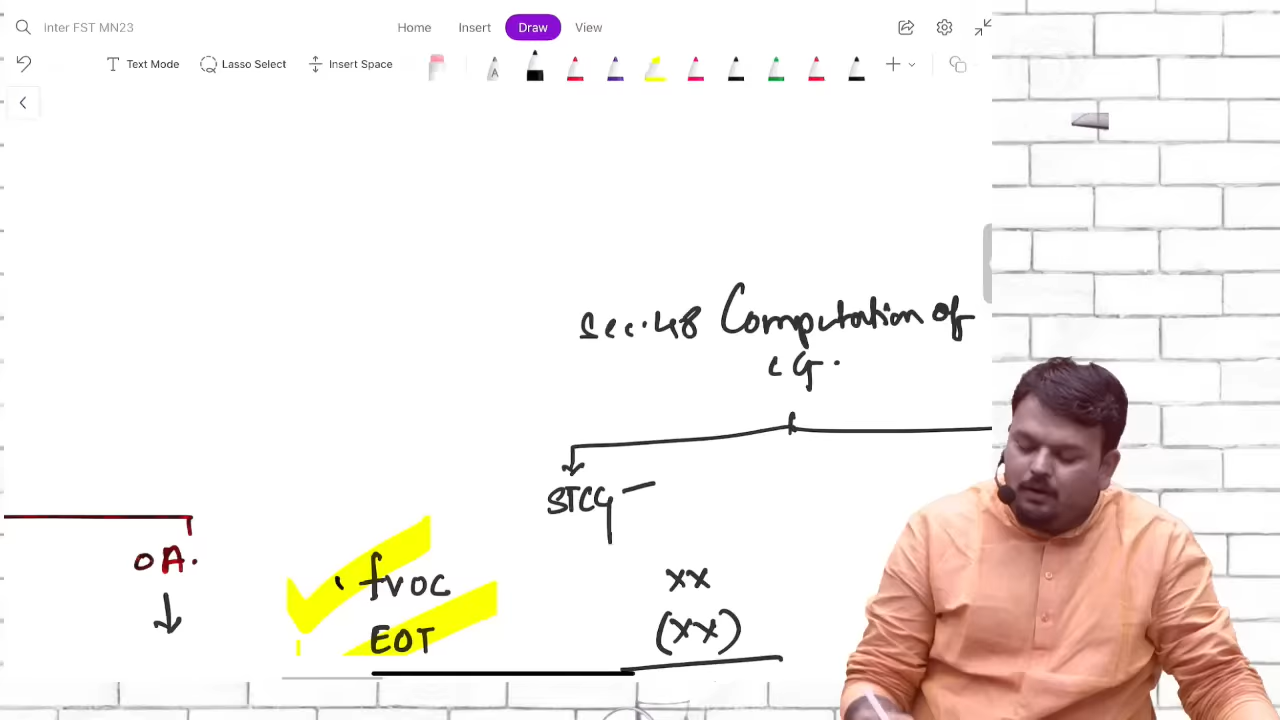 inter FST MN23
Home Insert Draw View
Text Mode Lasso Select Insert Space
A
Sec.48 Computation of
CG.
STCG
OA.
fvoc xx
EOT (xx)